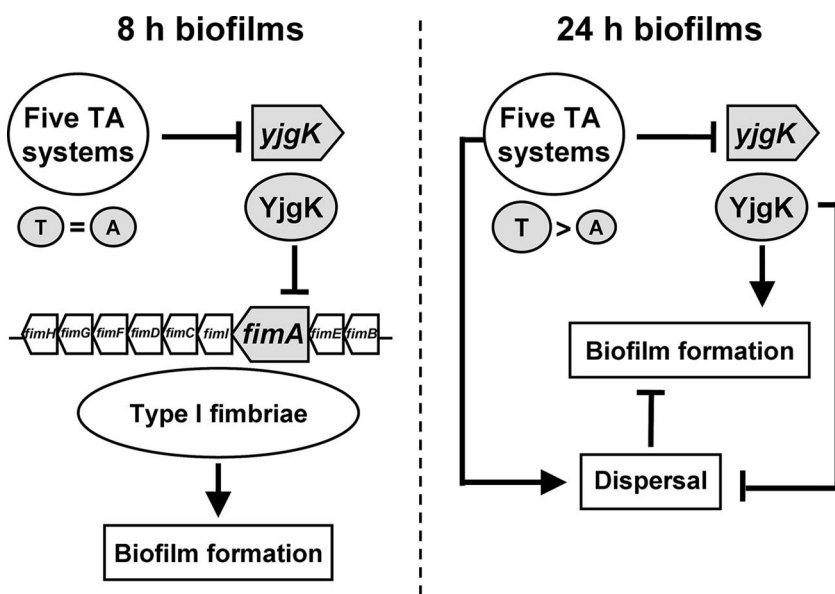 8 h biofilms
Five TA
systems
yjgK
YjgK
T = A
fimH fimG fimF fimD fimC fimI fimA fimE fimB
Type I fimbriae
Biofilm formation
24 h biofilms
Five TA
systems
yjgK
YjgK
T > A
Biofilm formation
Dispersal